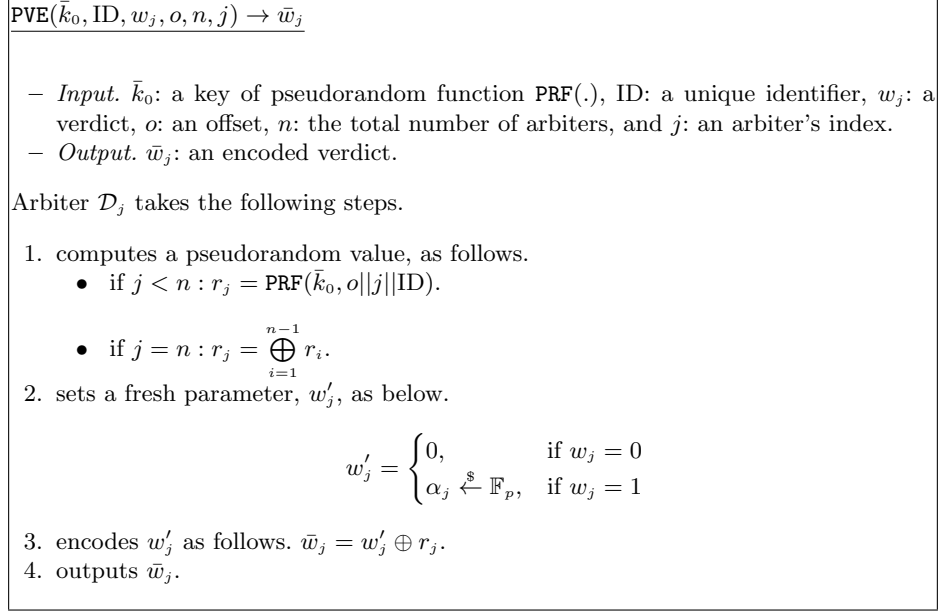 PVE(k̄₀, ID, wⱼ, o, n, j) → w̄ⱼ
– Input. k̄₀: a key of pseudorandom function PRF(.), ID: a unique identifier, wⱼ: a
verdict, o: an offset, n: the total number of arbiters, and j: an arbiter's index.
– Output. w̄ⱼ: an encoded verdict.
Arbiter 𝒟ⱼ takes the following steps.
1. computes a pseudorandom value, as follows.
• if j < n : rⱼ = PRF(k̄₀, o||j||ID).
• if j = n : rⱼ = ⨁_{i=1}^{n−1} rᵢ.
2. sets a fresh parameter, w′ⱼ, as below.
w′ⱼ = { 0, if wⱼ = 0
αⱼ ←$ 𝔽ₚ, if wⱼ = 1
3. encodes w′ⱼ as follows. w̄ⱼ = w′ⱼ ⊕ rⱼ.
4. outputs w̄ⱼ.